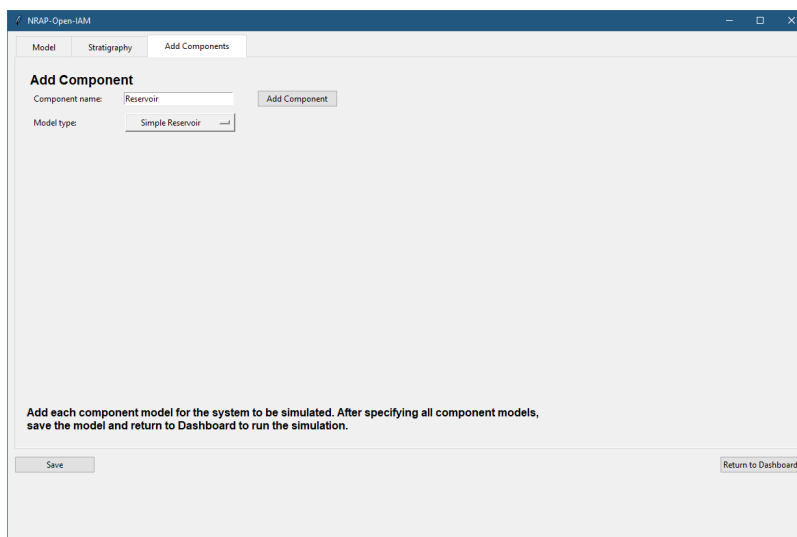 NRAP-Open-IAM
Model Stratigraphy Add Components
Add Component
Component name: Reservoir Add Component
Model type: Simple Reservoir
Add each component model for the system to be simulated. After specifying all component models,
save the model and return to Dashboard to run the simulation.
Save Return to Dashboard